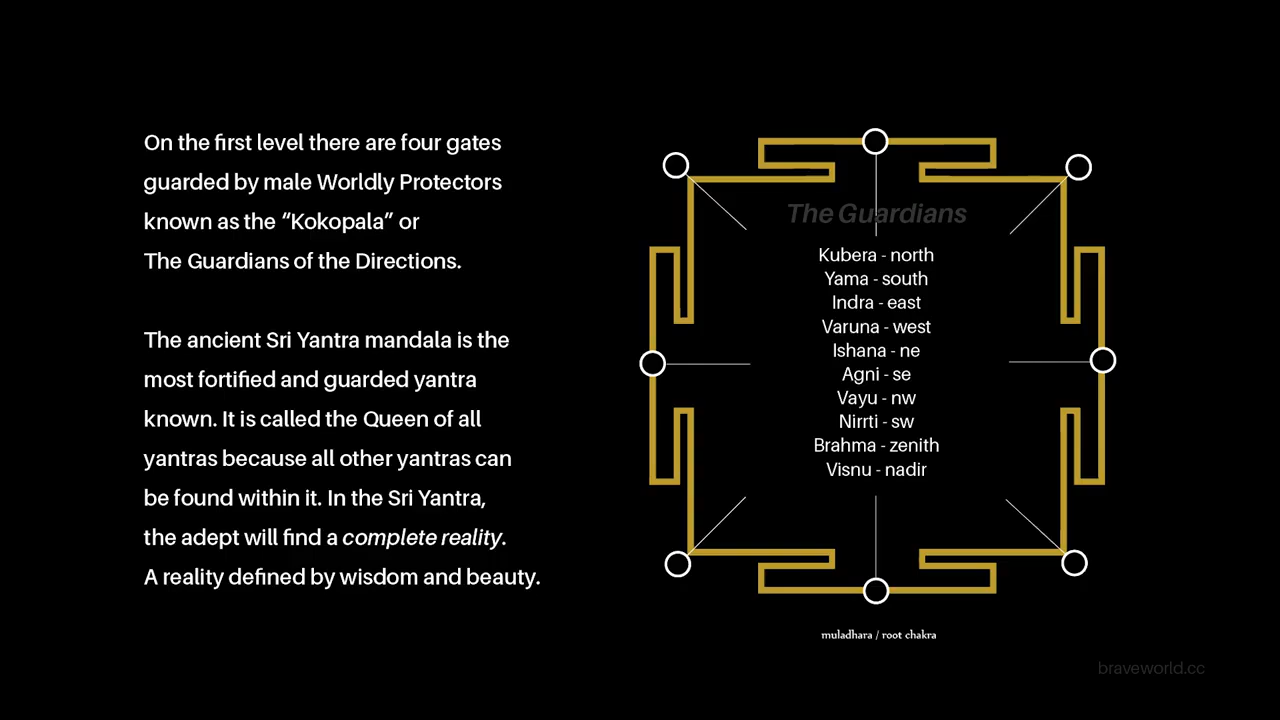 On the first level there are four gates
guarded by male Worldly Protectors
known as the “Kokopala” or
The Guardians of the Directions.
The ancient Sri Yantra mandala is the
most fortified and guarded yantra
known. It is called the Queen of all
yantras because all other yantras can
be found within it. In the Sri Yantra,
the adept will find a complete reality.
A reality defined by wisdom and beauty.
The Guardians
Kubera - north
Yama - south
Indra - east
Varuna - west
Ishana - ne
Agni - se
Vayu - nw
Nirrti - sw
Brahma - zenith
Visnu - nadir
muladhara / root chakra
braveworld.cc